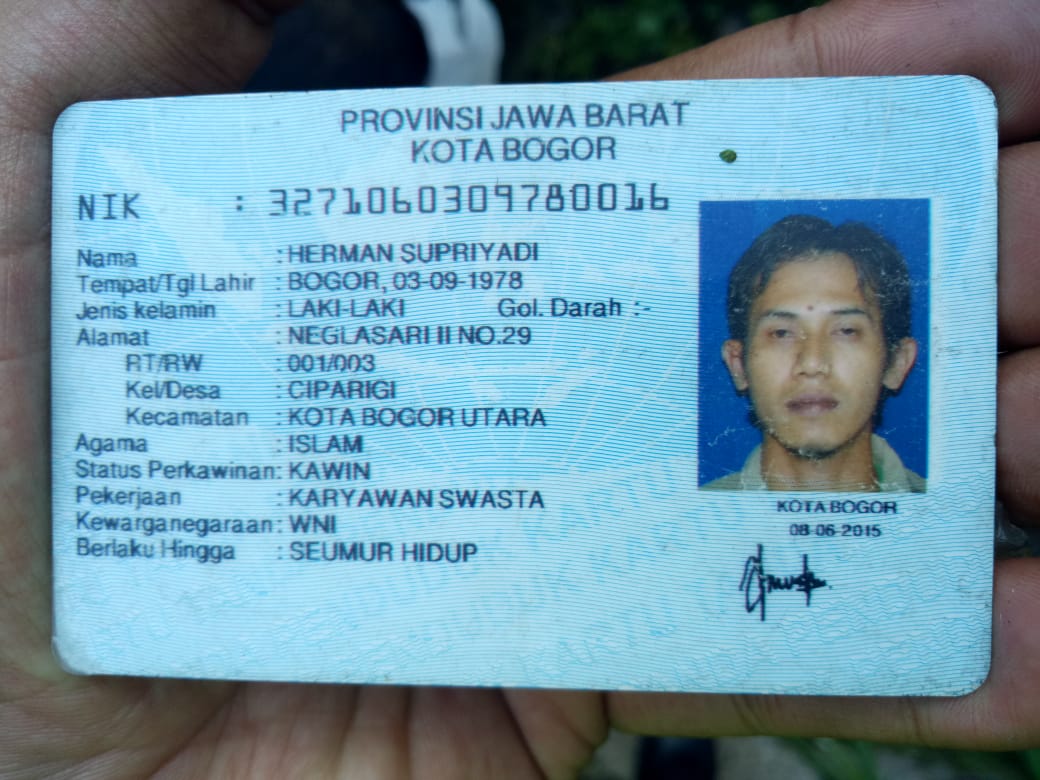 PROVINSI JAWA BARAT
KOTA BOGOR
NIK : 3271060309780016
Nama : HERMAN SUPRIYADI
Tempat/Tgl Lahir : BOGOR, 03-09-1978
Jenis kelamin : LAKI-LAKI Gol. Darah :-
Alamat : NEGLASARI II NO.29
RT/RW : 001/003
Kel/Desa : CIPARIGI
Kecamatan : KOTA BOGOR UTARA
Agama : ISLAM
Status Perkawinan: KAWIN
Pekerjaan : KARYAWAN SWASTA
Kewarganegaraan: WNI
Berlaku Hingga : SEUMUR HIDUP
KOTA BOGOR
08-06-2015